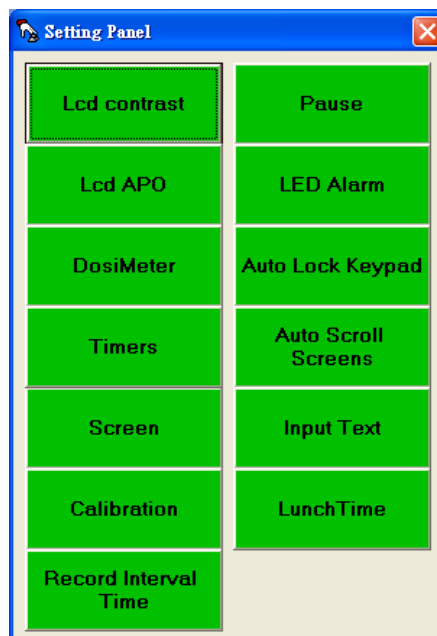 Setting Panel
Lcd contrast
Pause
Lcd APO
LED Alarm
DosiMeter
Auto Lock Keypad
Timers
Auto Scroll
Screens
Screen
Input Text
Calibration
LunchTime
Record Interval
Time